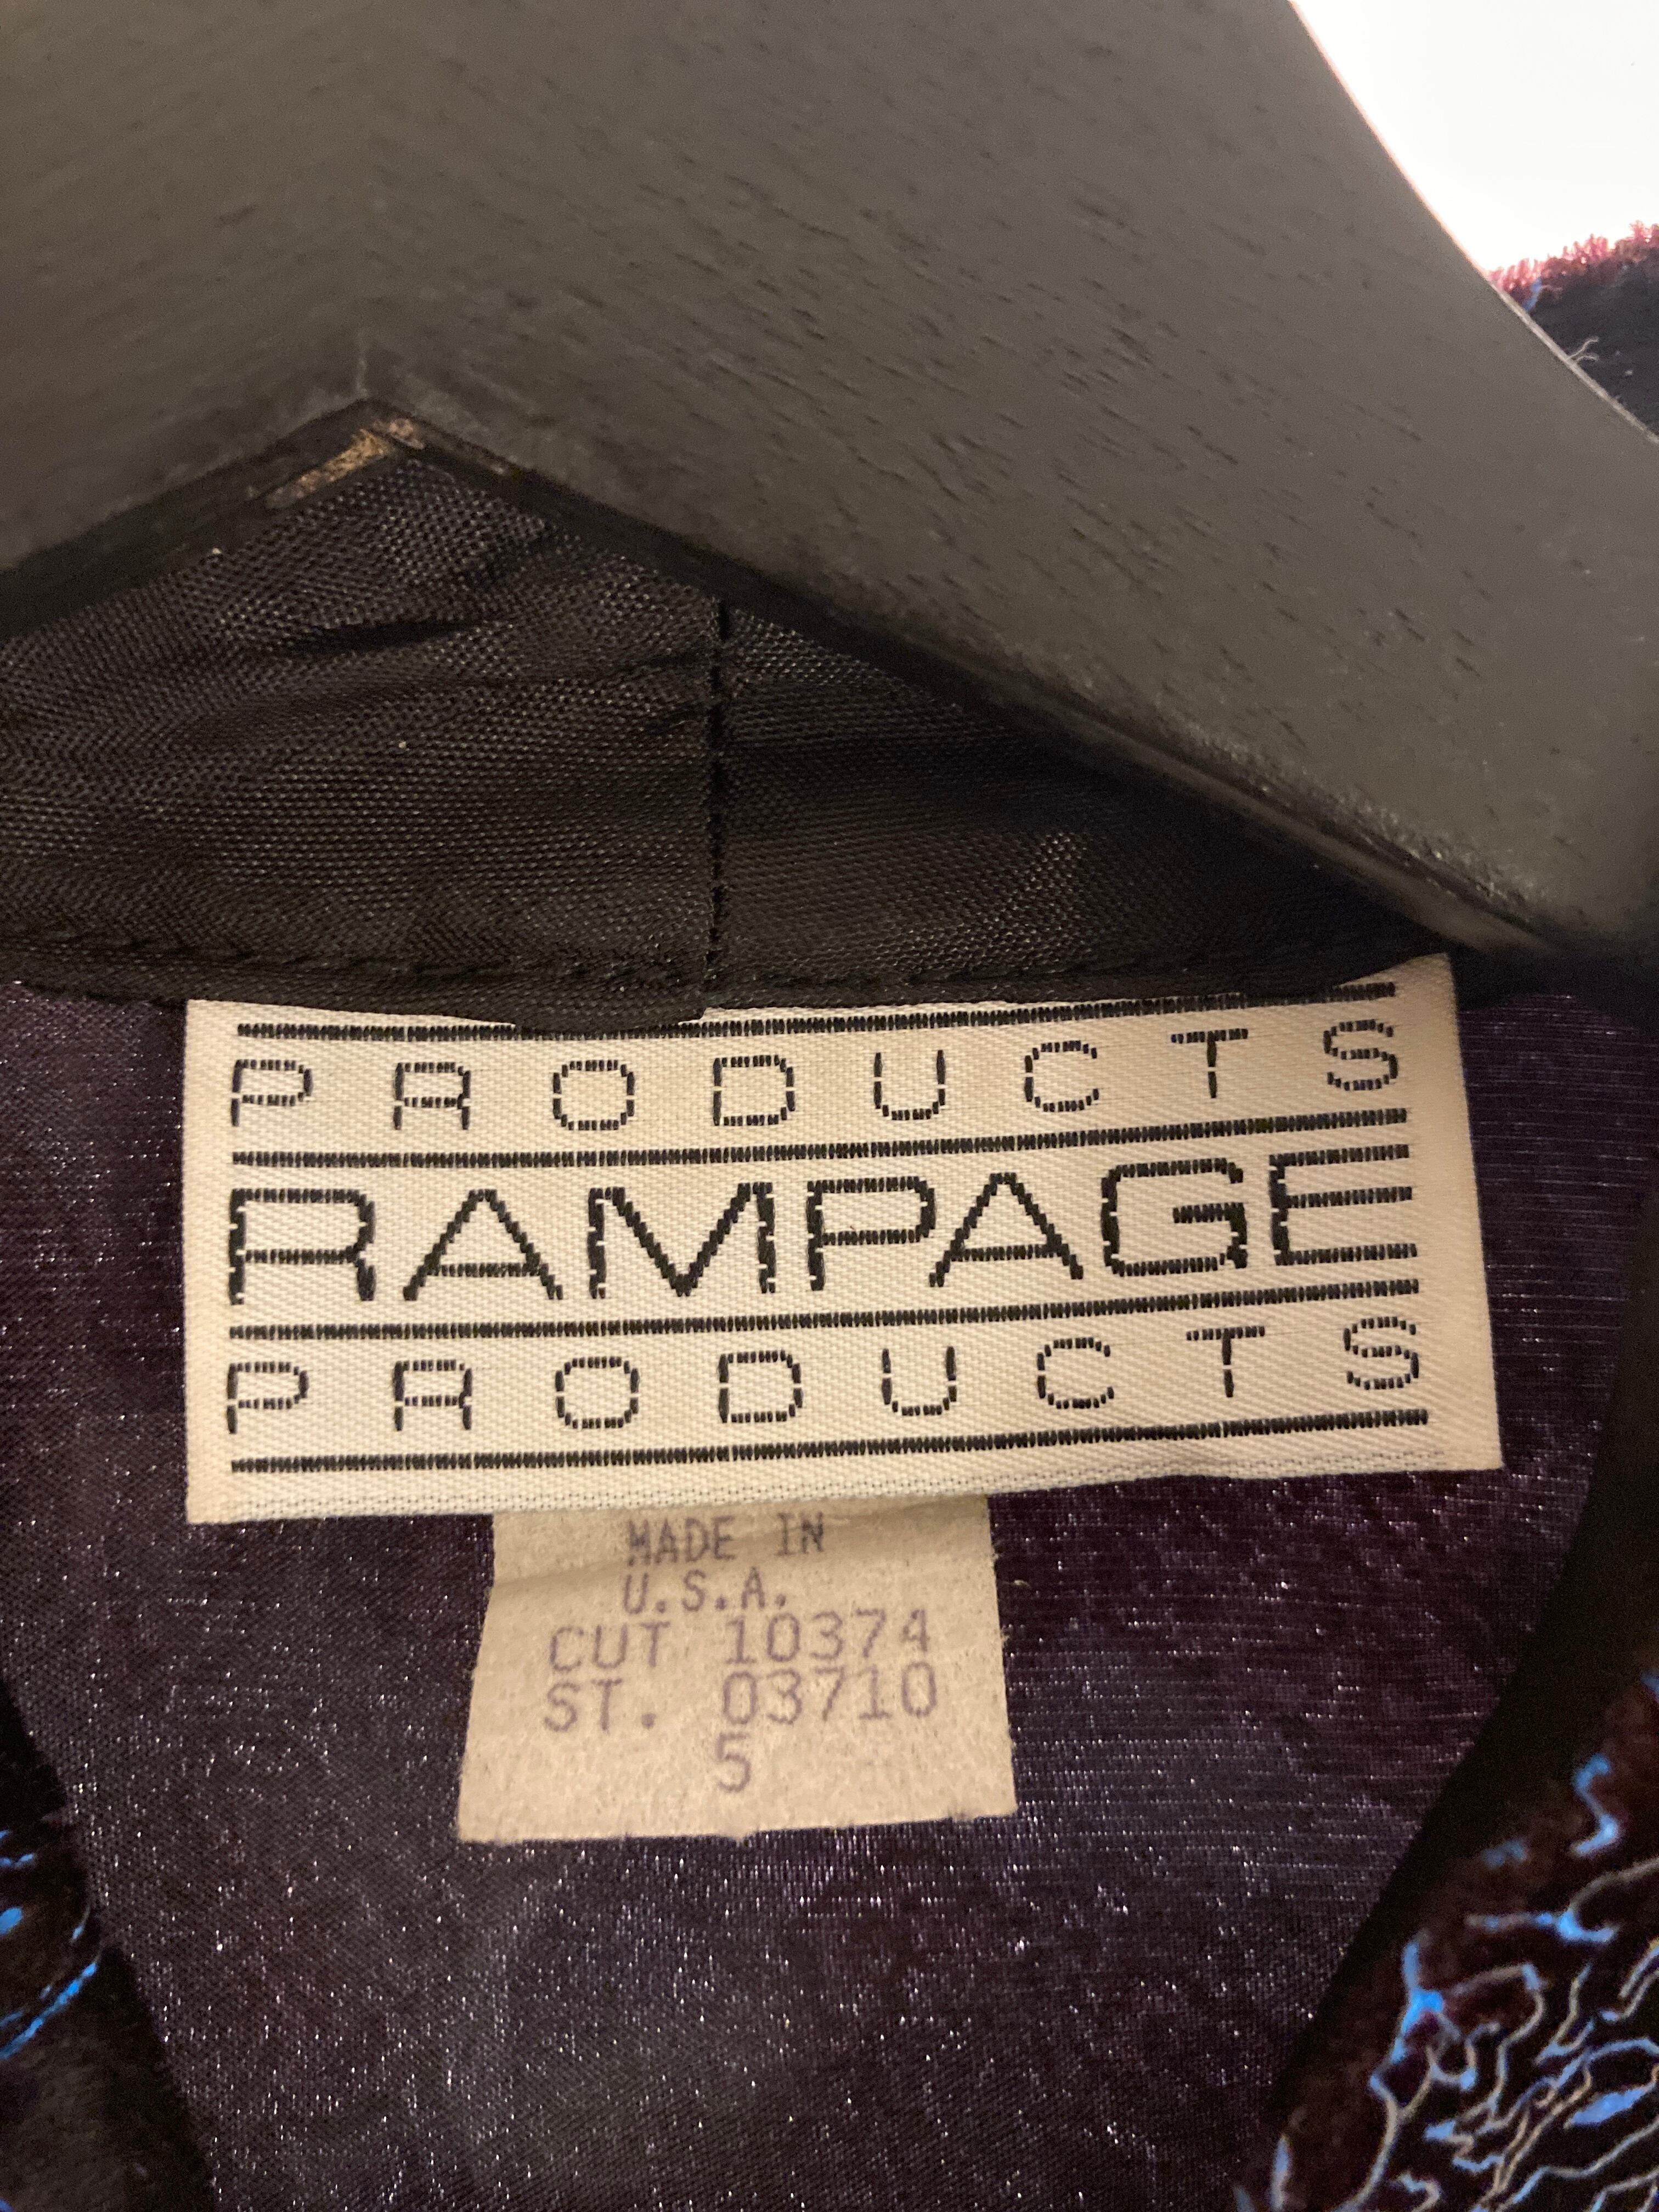 PRODUCTS
RAMPAGE
PRODUCTS
MADE IN
U.S.A.
CUT 10374
ST. 03710
5